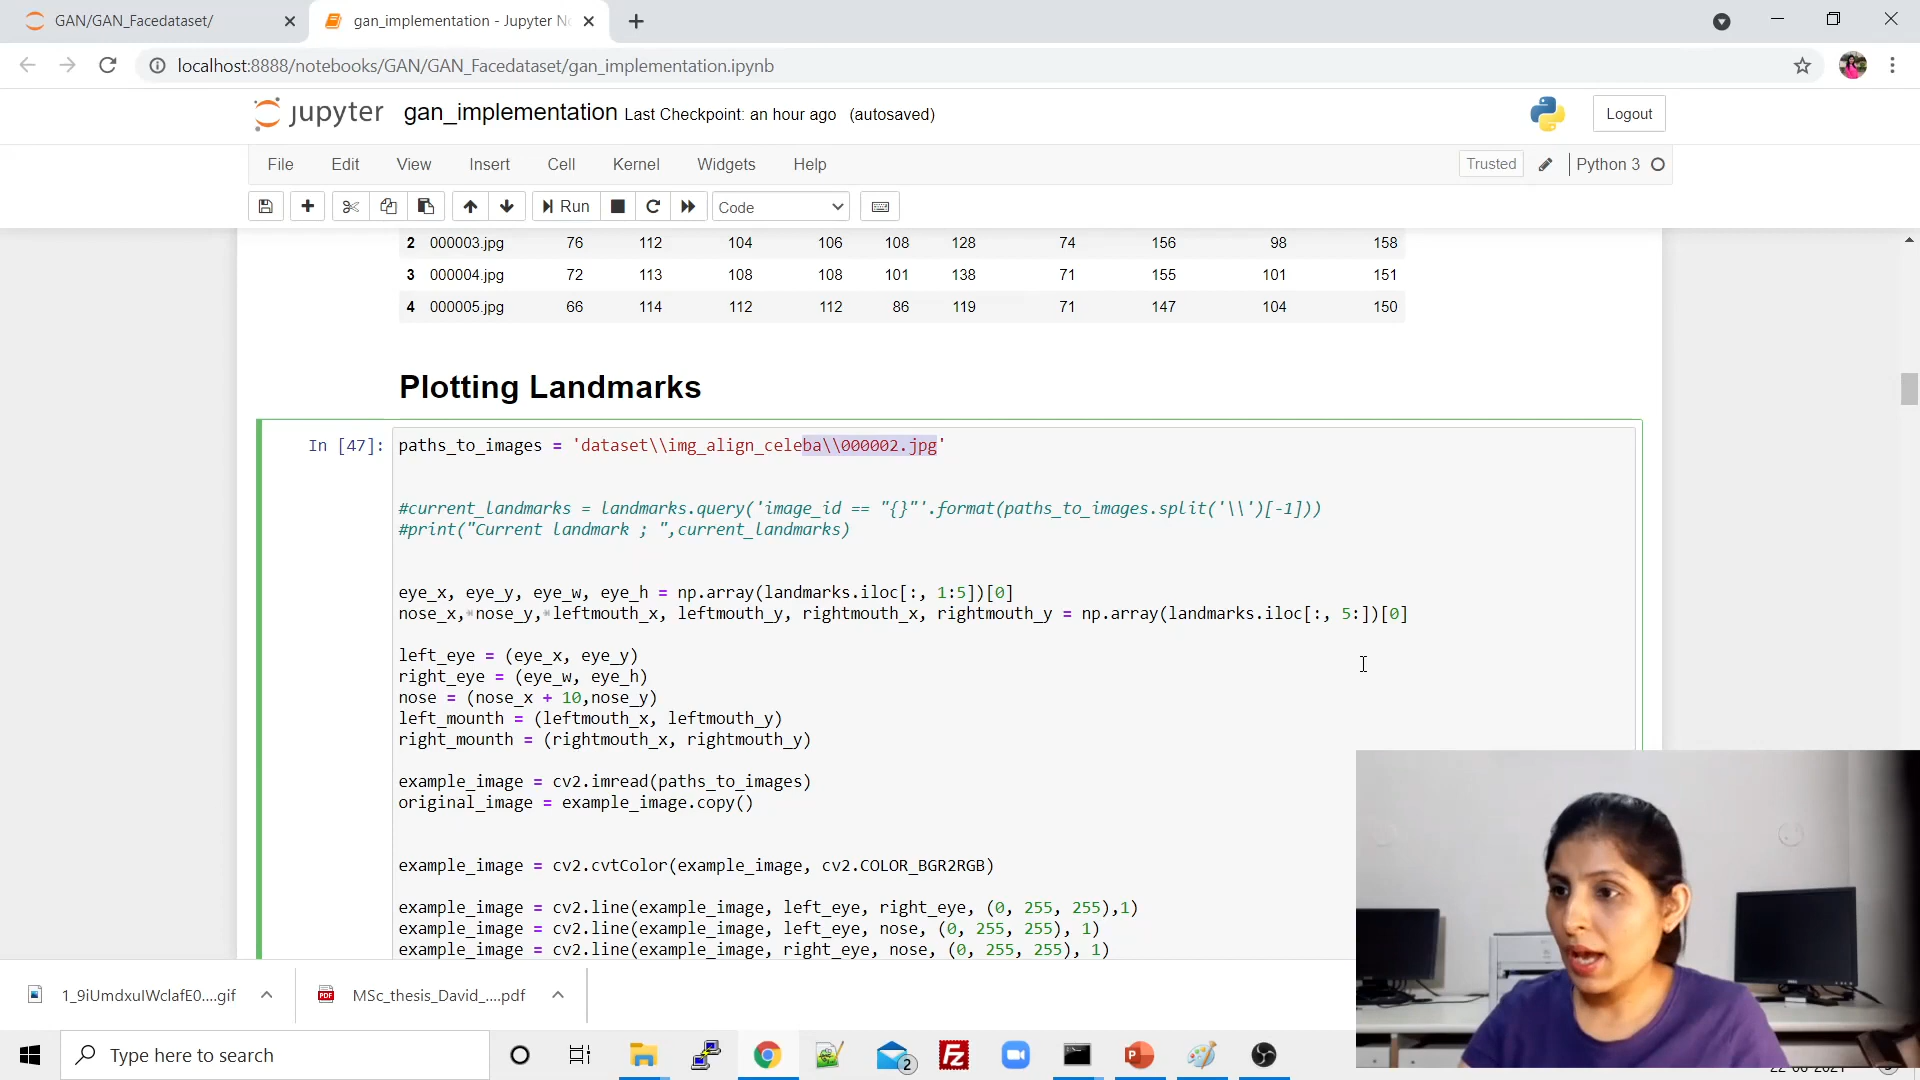 GAN/GAN_Facedataset/
gan_implementation - Jupyter No
localhost:8888/notebooks/GAN/GAN_Facedataset/gan_implementation.ipynb
jupyter gan_implementation Last Checkpoint: an hour ago (autosaved)
Logout
File Edit View Insert Cell Kernel Widgets Help
Trusted Python 3
Run Code
2 000003.jpg 76 112 104 106 108 128 74 156 98 158
3 000004.jpg 72 113 108 108 101 138 71 155 101 151
4 000005.jpg 66 114 112 112 86 119 71 147 104 150
Plotting Landmarks
In [47]: paths_to_images = 'dataset\\img_align_celeba\\000002.jpg'
#current_landmarks = landmarks.query('image_id == "{}"'.format(paths_to_images.split('\\')[-1]))
#print("Current landmark ; ",current_landmarks)
eye_x, eye_y, eye_w, eye_h = np.array(landmarks.iloc[:, 1:5])[0]
nose_x, nose_y, leftmouth_x, leftmouth_y, rightmouth_x, rightmouth_y = np.array(landmarks.iloc[:, 5:])[0]
left_eye = (eye_x, eye_y)
right_eye = (eye_w, eye_h)
nose = (nose_x + 10,nose_y)
left_mounth = (leftmouth_x, leftmouth_y)
right_mounth = (rightmouth_x, rightmouth_y)
example_image = cv2.imread(paths_to_images)
original_image = example_image.copy()
example_image = cv2.cvtColor(example_image, cv2.COLOR_BGR2RGB)
example_image = cv2.line(example_image, left_eye, right_eye, (0, 255, 255),1)
example_image = cv2.line(example_image, left_eye, nose, (0, 255, 255), 1)
example_image = cv2.line(example_image, right_eye, nose, (0, 255, 255), 1)
1_9iUmdxuIWclafE0....gif
MSc_thesis_David_....pdf
Type here to search
2